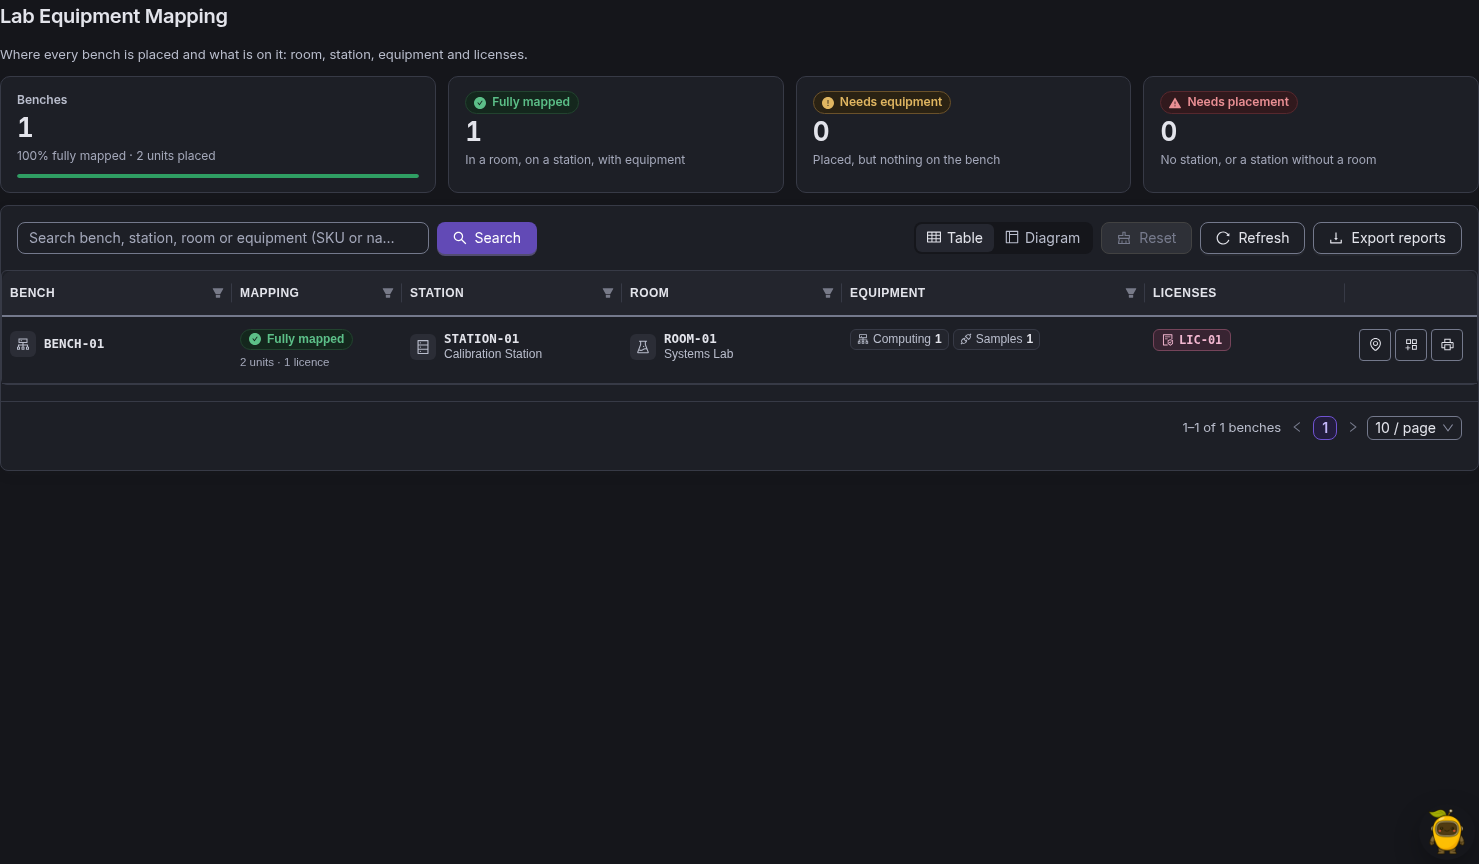 Lab Equipment Mapping
Where every bench is placed and what is on it: room, station, equipment and licenses.
Benches
1
100% fully mapped · 2 units placed
Fully mapped
1
In a room, on a station, with equipment
Needs equipment
0
Placed, but nothing on the bench
Needs placement
0
No station, or a station without a room
Search bench, station, room or equipment (SKU or na...
Search
Table
Diagram
Reset
Refresh
Export reports
BENCH
MAPPING
STATION
ROOM
EQUIPMENT
LICENSES
BENCH-01
Fully mapped
2 units · 1 licence
STATION-01
Calibration Station
ROOM-01
Systems Lab
Computing 1
Samples 1
LIC-01
1–1 of 1 benches
1
10 / page